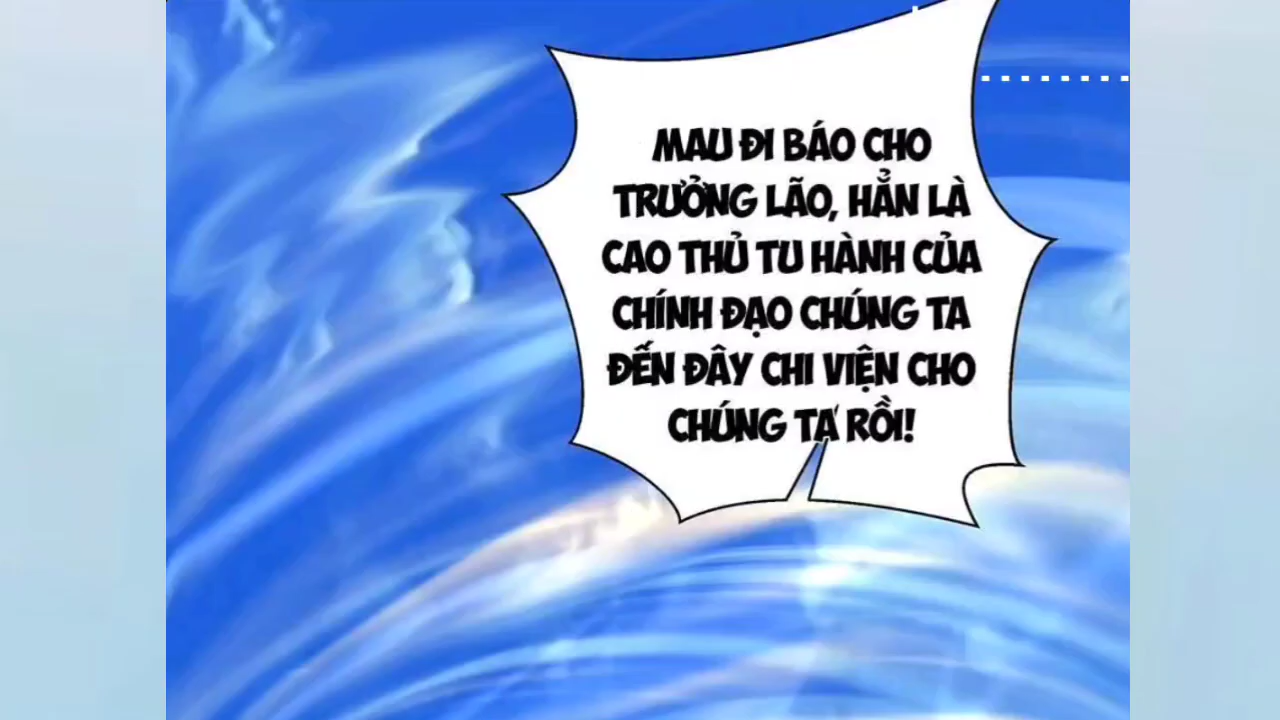 MAU ĐI BÁO CHO
TRƯỞNG LÃO, HẲN LÀ
CAO THỦ TU HÀNH CỦA
CHÍNH ĐẠO CHÚNG TA
ĐẾN ĐÂY CHI VIỆN CHO
CHÚNG TA RỒI!